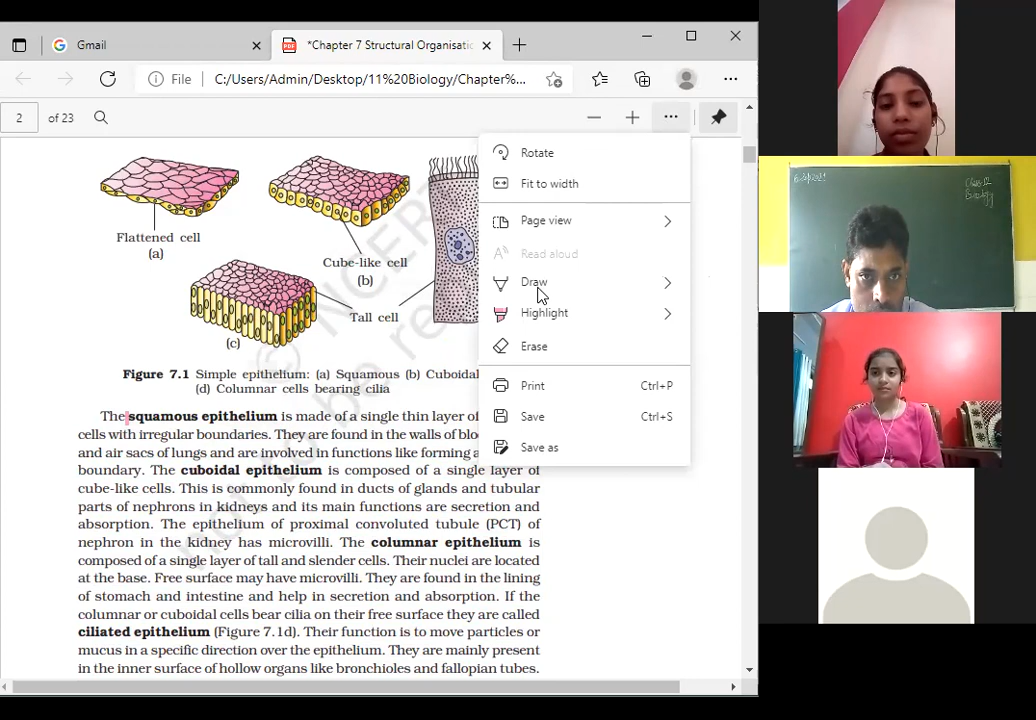 Gmail
*Chapter 7 Structural Organisatio
File
C:/Users/Admin/Desktop/11%20Biology/Chapter%...
2 of 23
Rotate
Fit to width
Page view
Read aloud
Draw
Highlight
Erase
Print Ctrl+P
Save Ctrl+S
Save as
Flattened cell
(a)
Cube-like cell
(b)
Tall cell
(c)
Figure 7.1 Simple epithelium: (a) Squamous (b) Cuboidal
(d) Columnar cells bearing cilia
The squamous epithelium is made of a single thin layer of
cells with irregular boundaries. They are found in the walls of bloo
and air sacs of lungs and are involved in functions like forming a
boundary. The cuboidal epithelium is composed of a single layer of
cube-like cells. This is commonly found in ducts of glands and tubular
parts of nephrons in kidneys and its main functions are secretion and
absorption. The epithelium of proximal convoluted tubule (PCT) of
nephron in the kidney has microvilli. The columnar epithelium is
composed of a single layer of tall and slender cells. Their nuclei are located
at the base. Free surface may have microvilli. They are found in the lining
of stomach and intestine and help in secretion and absorption. If the
columnar or cuboidal cells bear cilia on their free surface they are called
ciliated epithelium (Figure 7.1d). Their function is to move particles or
mucus in a specific direction over the epithelium. They are mainly present
in the inner surface of hollow organs like bronchioles and fallopian tubes.